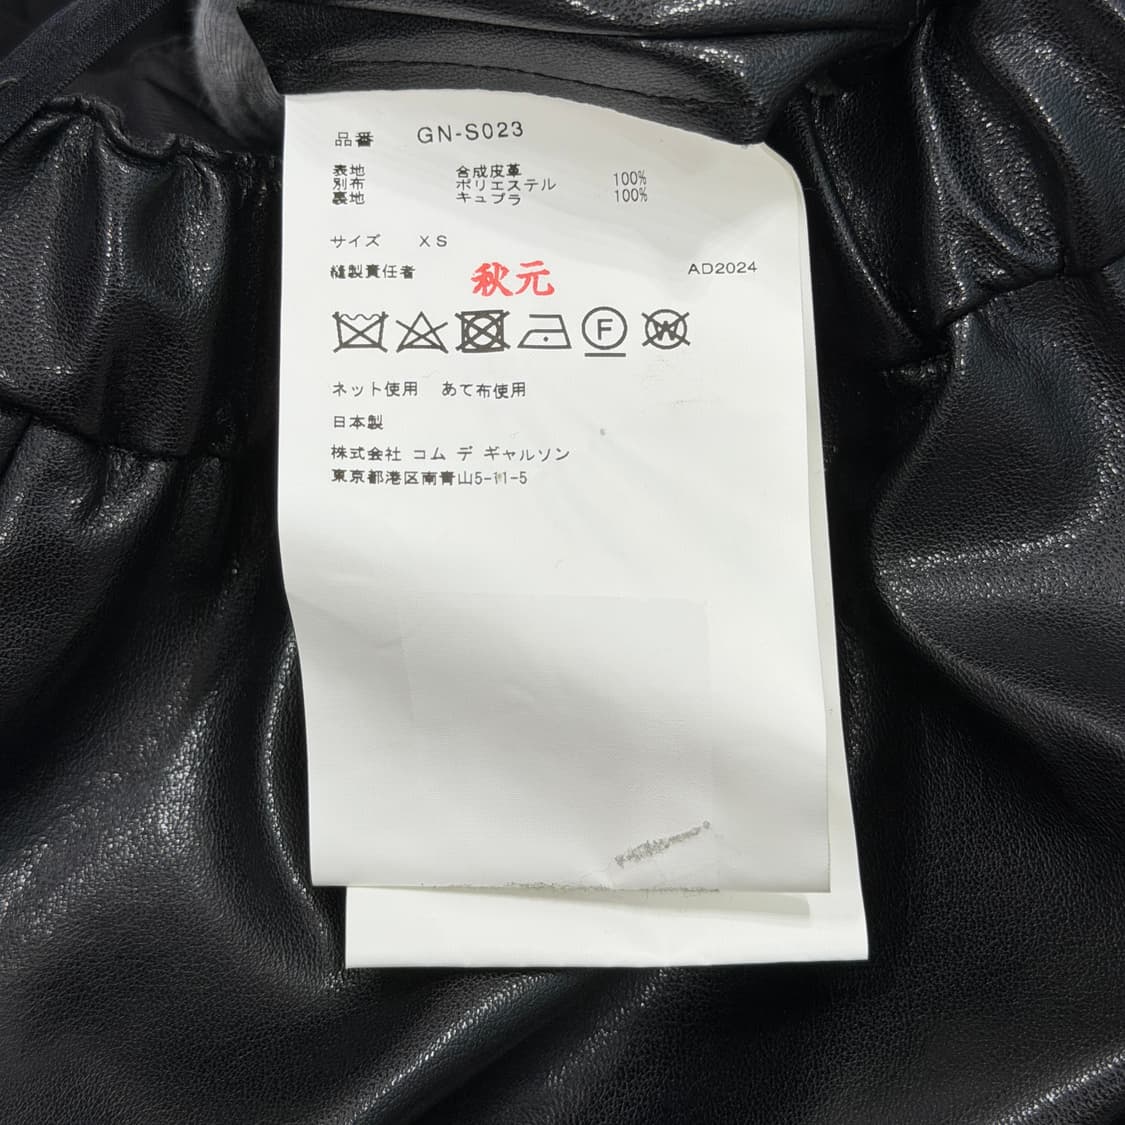 品番 GN-S023
表地 合成皮革
別布 ポリエステル 100%
裏地 キュプラ 100%
サイズ XS
縫製責任者 秋元 AD2024
F W
ネット使用 あて布使用
日本製
株式会社 コム デ ギャルソン
東京都港区南青山5-11-5